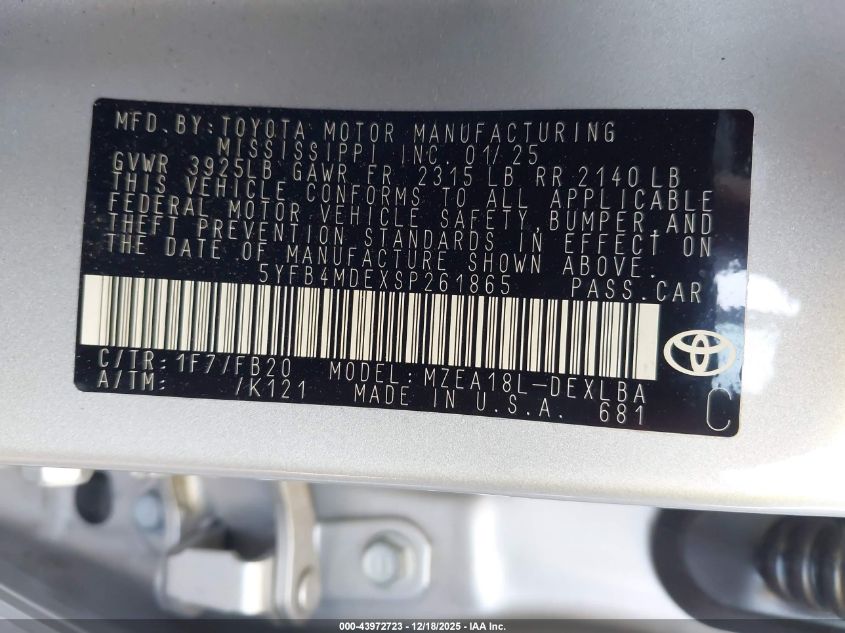 MFD. BY: TOYOTA MOTOR MANUFACTURING
MISSISSIPPI INC. 01/25
GVWR 3925LB GAWR FR 2315 LB RR 2140 LB
THIS VEHICLE CONFORMS TO ALL APPLICABLE
FEDERAL MOTOR VEHICLE SAFETY, BUMPER, AND
THEFT PREVENTION STANDARDS IN EFFECT ON
THE DATE OF MANUFACTURE SHOWN ABOVE.
5YFB4MDEXSP261865 PASS. CAR
C/TR: 1F7/FB20 MODEL: MZEA18L-DEXLBA
A/TM: /K121 MADE IN U.S.A. 681
C
000-43972723 - 12/18/2025 - IAA Inc.